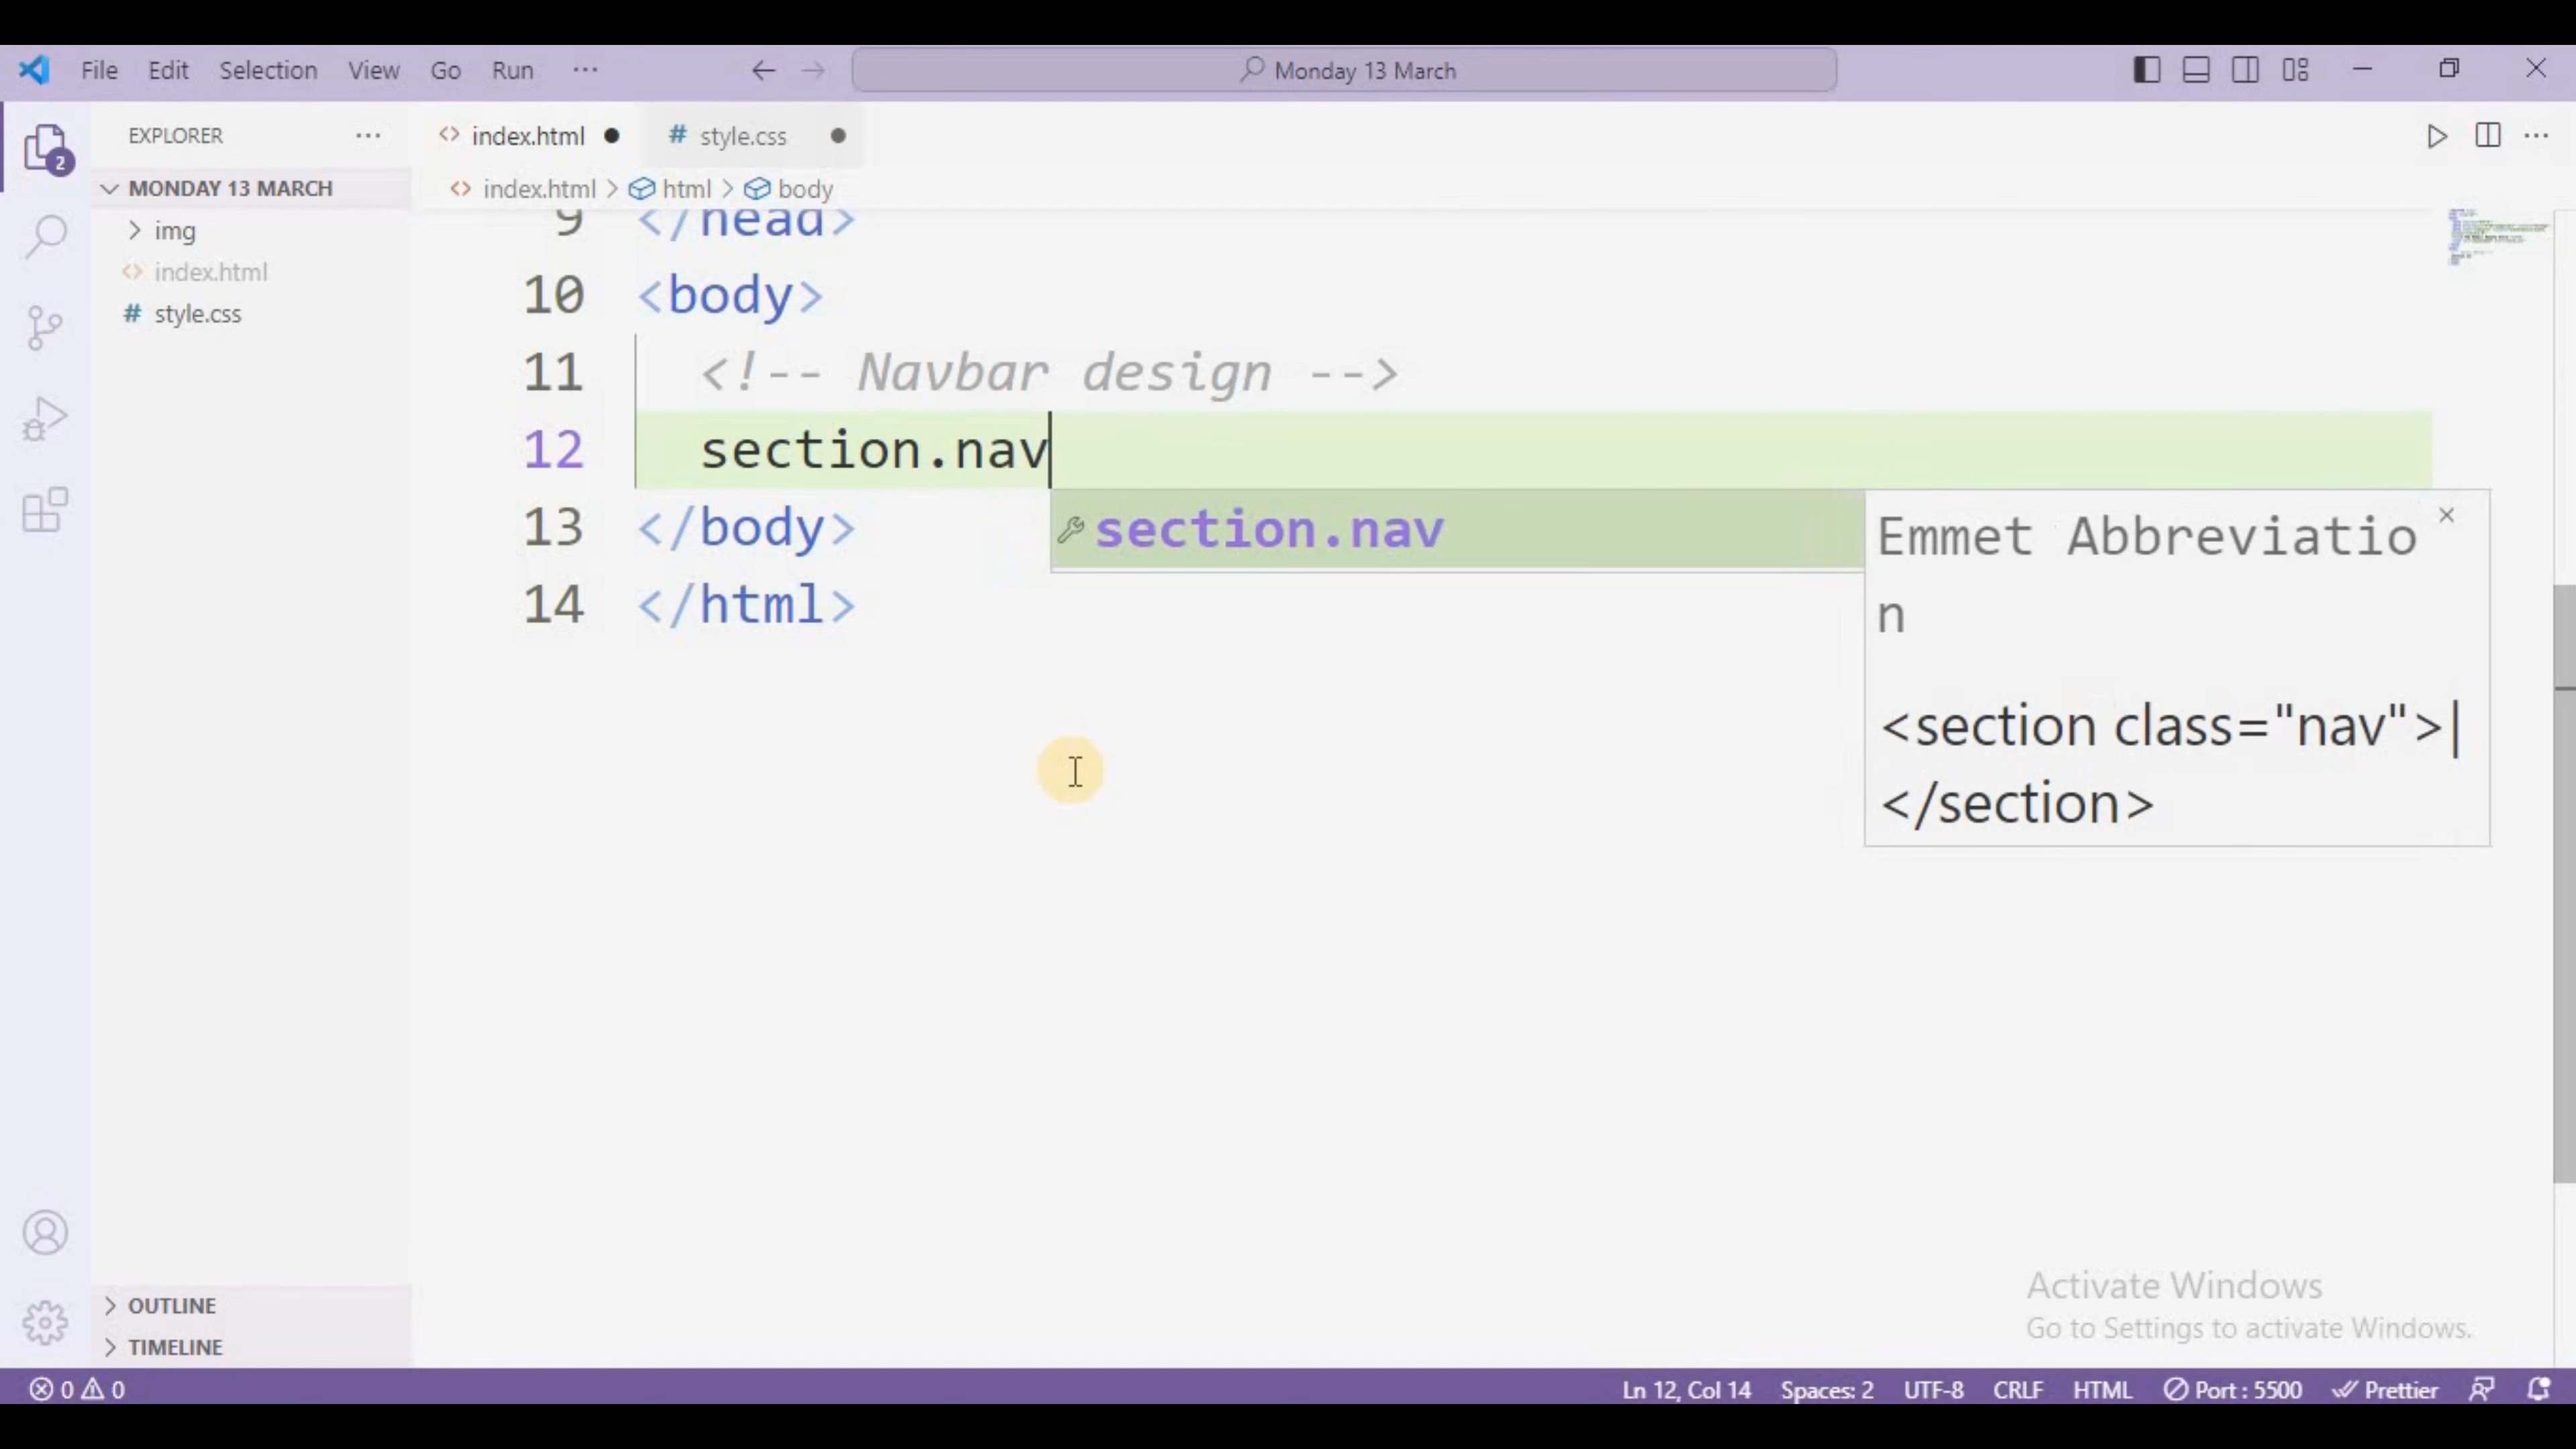 File Edit Selection View Go Run ···
Monday 13 March
EXPLORER ···
index.html
# style.css
index.html > html > body
2
MONDAY 13 MARCH
img
index.html
# style.css
9 </head>
10 <body>
11 <!-- Navbar design -->
12 section.nav
13 </body>
14 </html>
section.nav
Emmet Abbreviatio
n
<section class="nav">|
</section>
OUTLINE
TIMELINE
Activate Windows
Go to Settings to activate Windows.
0 0
Ln 12, Col 14 Spaces: 2 UTF-8 CRLF HTML Port : 5500 Prettier